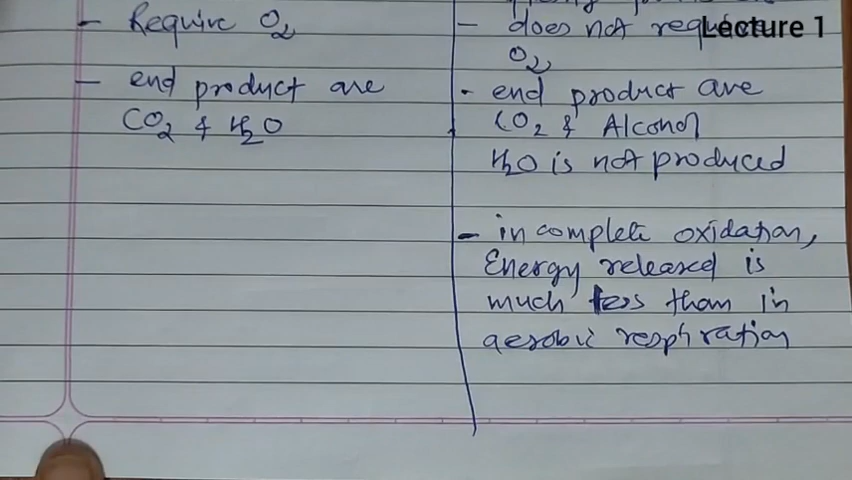 - Require O2
- end product are
CO2 & H2O
- does not require
O2,
- end product are
CO2 & Alcohol
H2O is not produced
- incomplete oxidation,
Energy released is
much less than in
aerobic respiration
Lecture 1